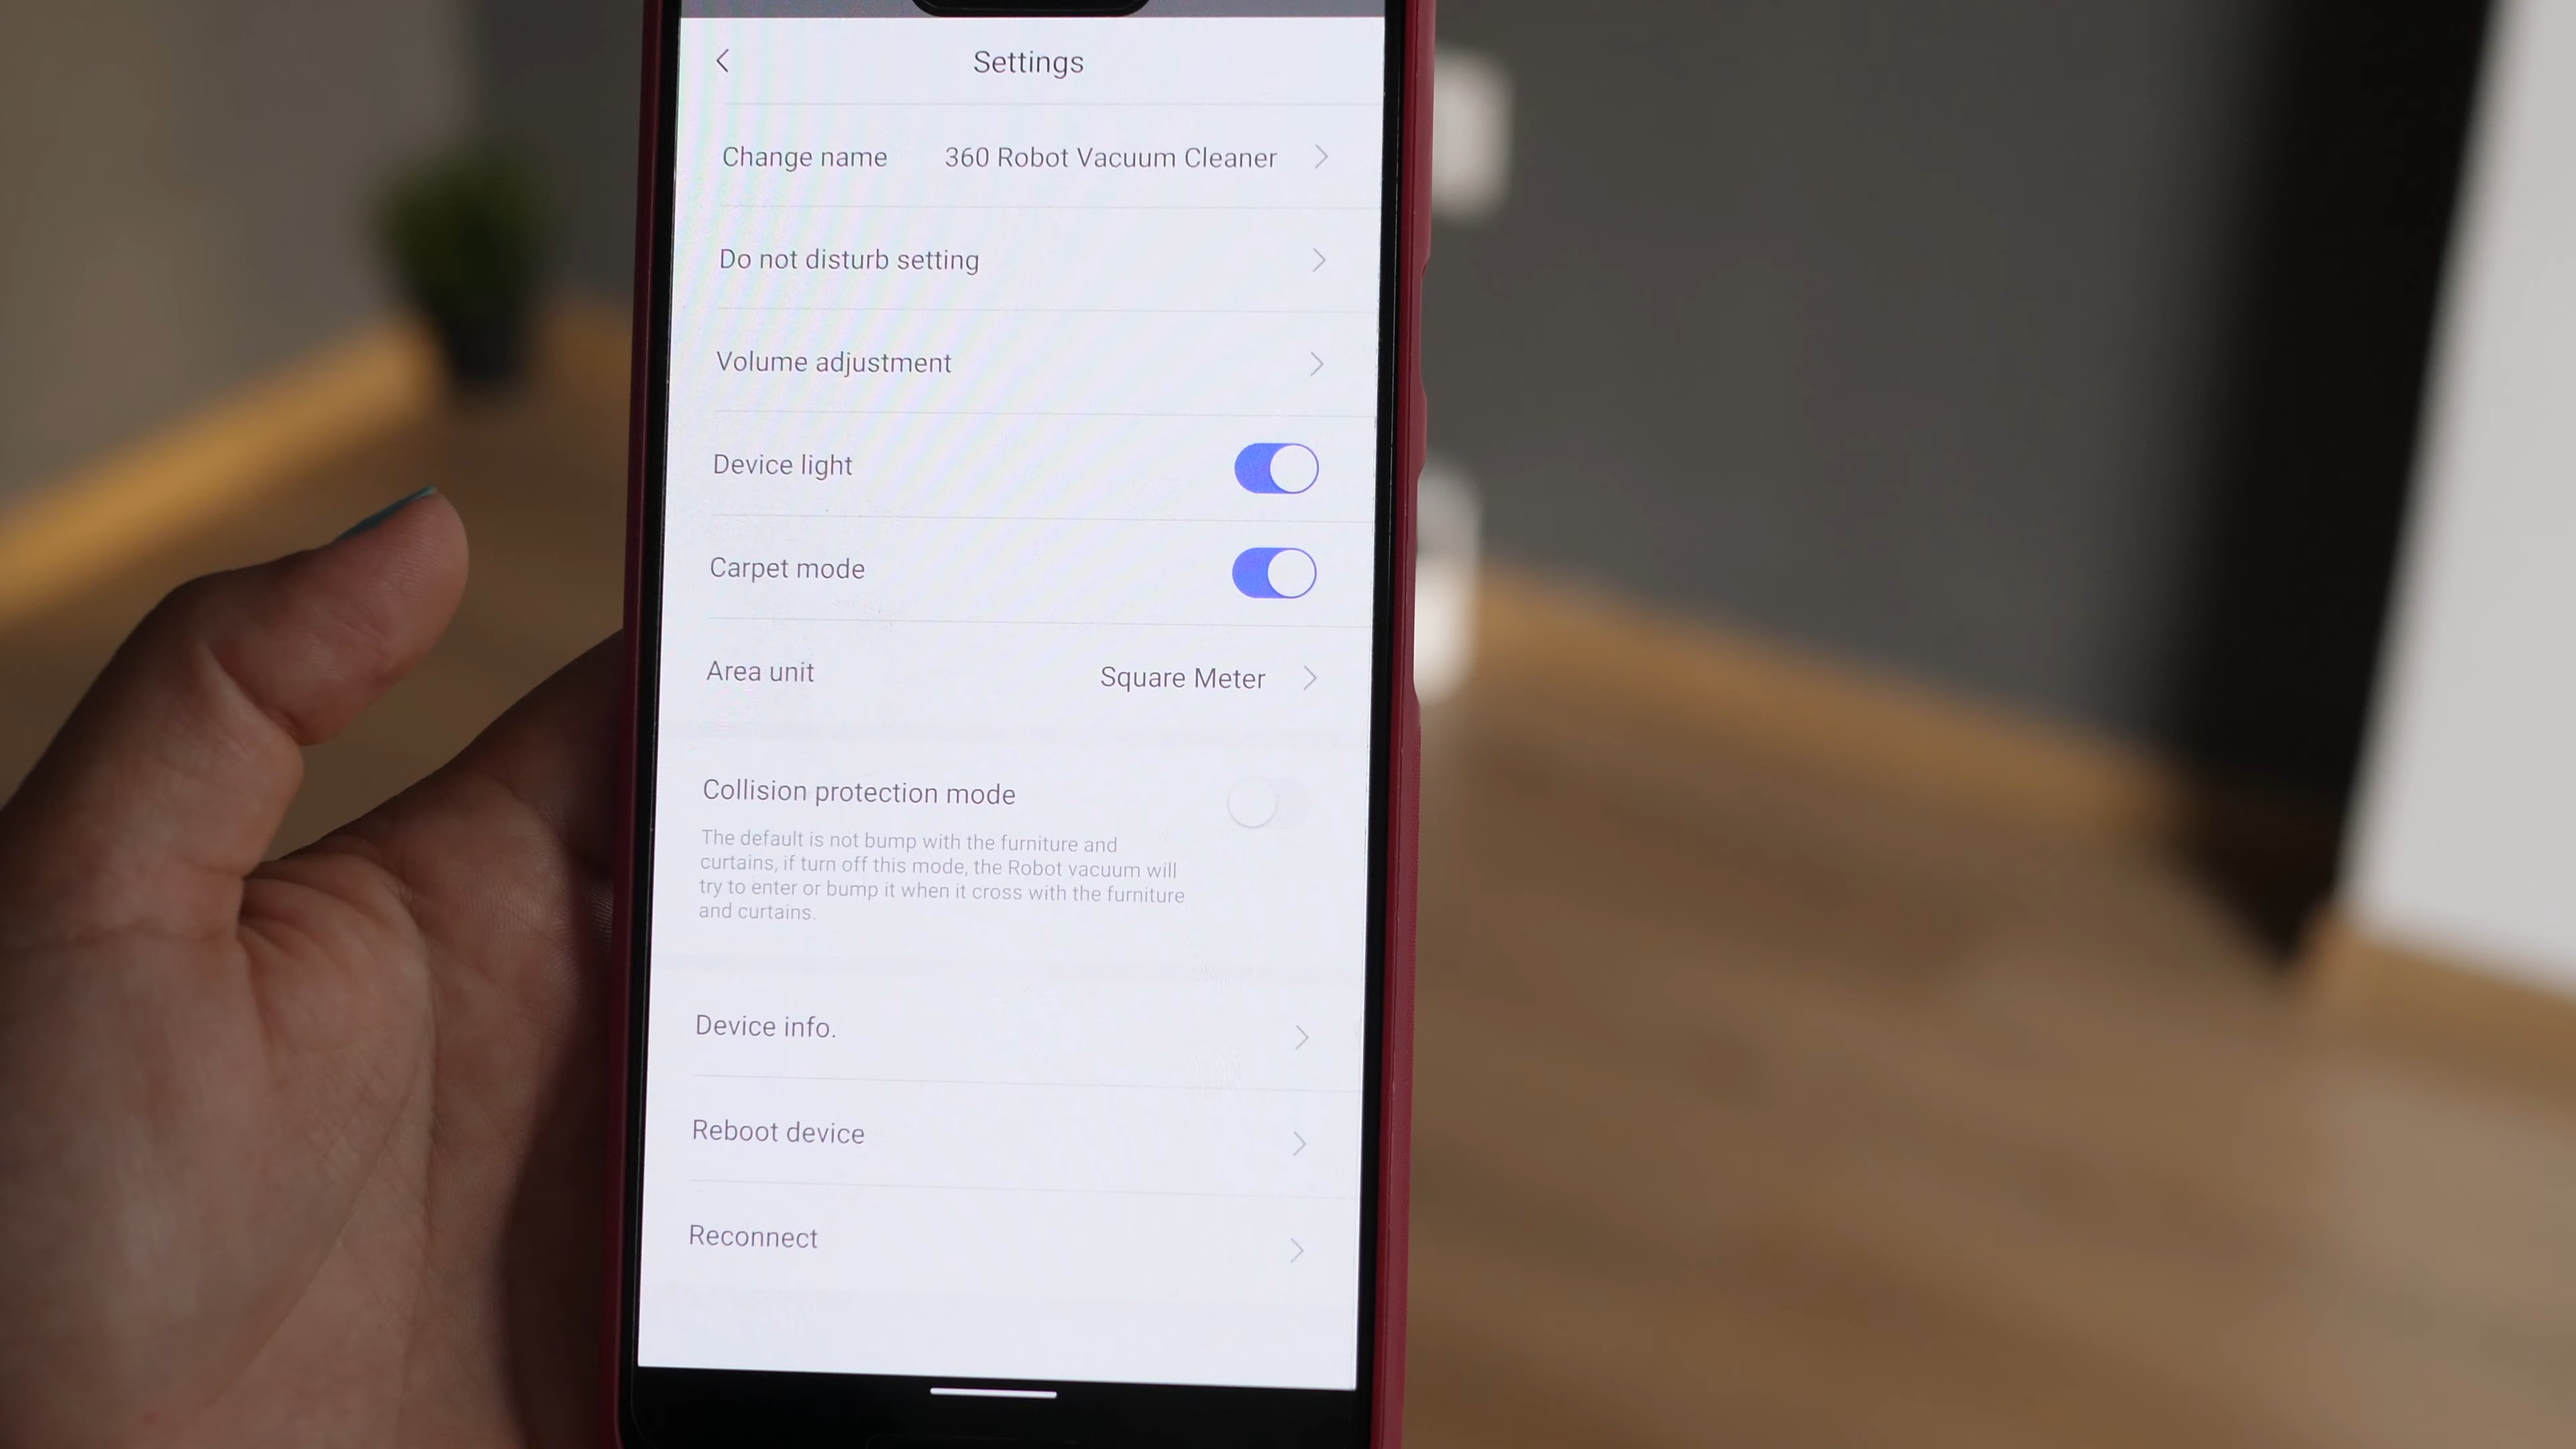 Settings
Change name 360 Robot Vacuum Cleaner
Do not disturb setting
Volume adjustment
Device light
Carpet mode
Area unit Square Meter
Collision protection mode
The default is not bump with the furniture and
curtains, if turn off this mode, the Robot vacuum will
try to enter or bump it when it cross with the furniture
and curtains.
Device info.
Reboot device
Reconnect